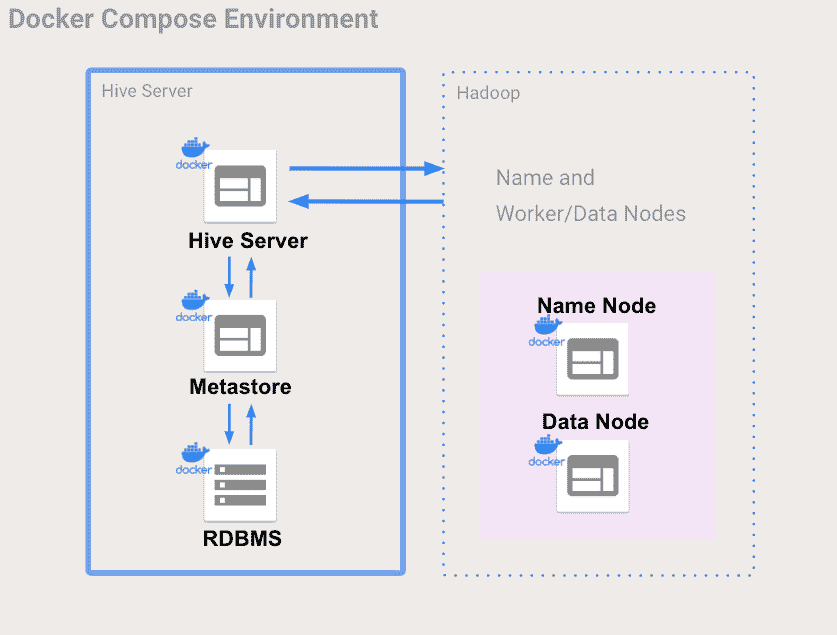 Docker Compose Environment
Hive Server
docker
Hive Server
docker
Metastore
docker
RDBMS
Hadoop
Name and
Worker/Data Nodes
Name Node
docker
Data Node
docker